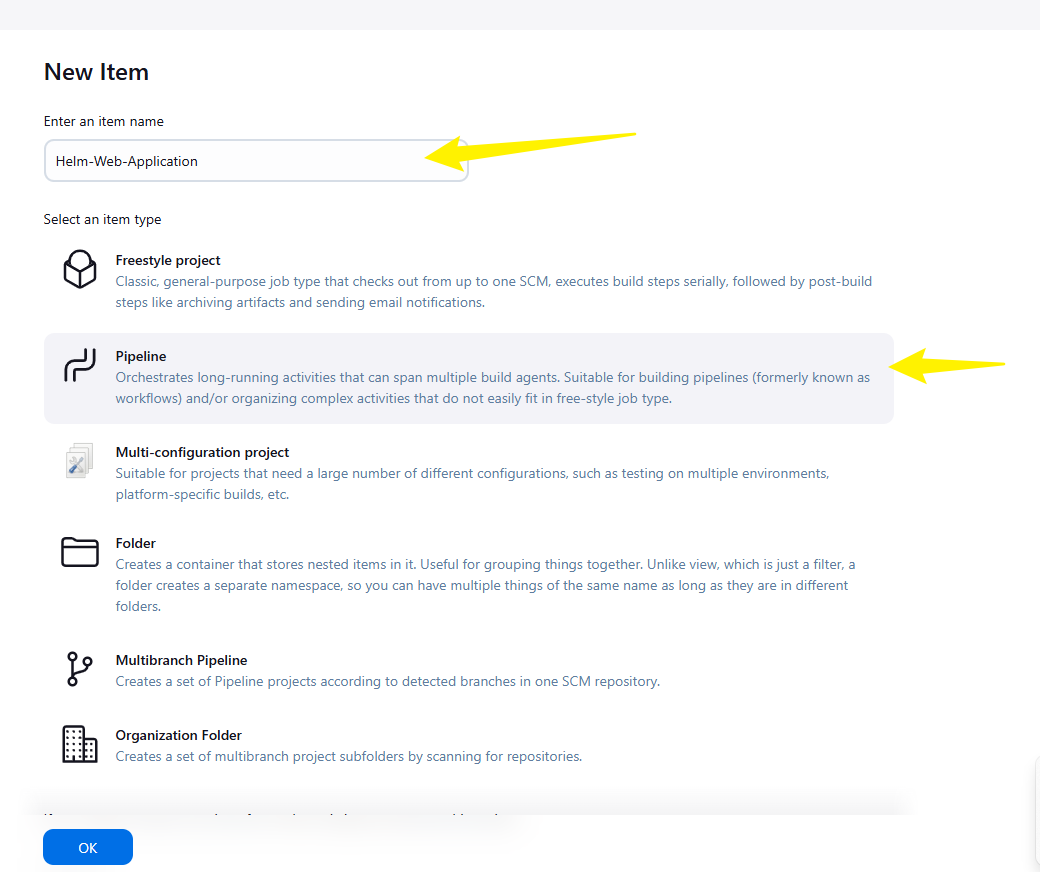 New Item
Enter an item name
Helm-Web-Application
Select an item type
Freestyle project
Classic, general-purpose job type that checks out from up to one SCM, executes build steps serially, followed by post-build
steps like archiving artifacts and sending email notifications.
Pipeline
Orchestrates long-running activities that can span multiple build agents. Suitable for building pipelines (formerly known as
workflows) and/or organizing complex activities that do not easily fit in free-style job type.
Multi-configuration project
Suitable for projects that need a large number of different configurations, such as testing on multiple environments,
platform-specific builds, etc.
Folder
Creates a container that stores nested items in it. Useful for grouping things together. Unlike view, which is just a filter, a
folder creates a separate namespace, so you can have multiple things of the same name as long as they are in different
folders.
Multibranch Pipeline
Creates a set of Pipeline projects according to detected branches in one SCM repository.
Organization Folder
Creates a set of multibranch project subfolders by scanning for repositories.
OK